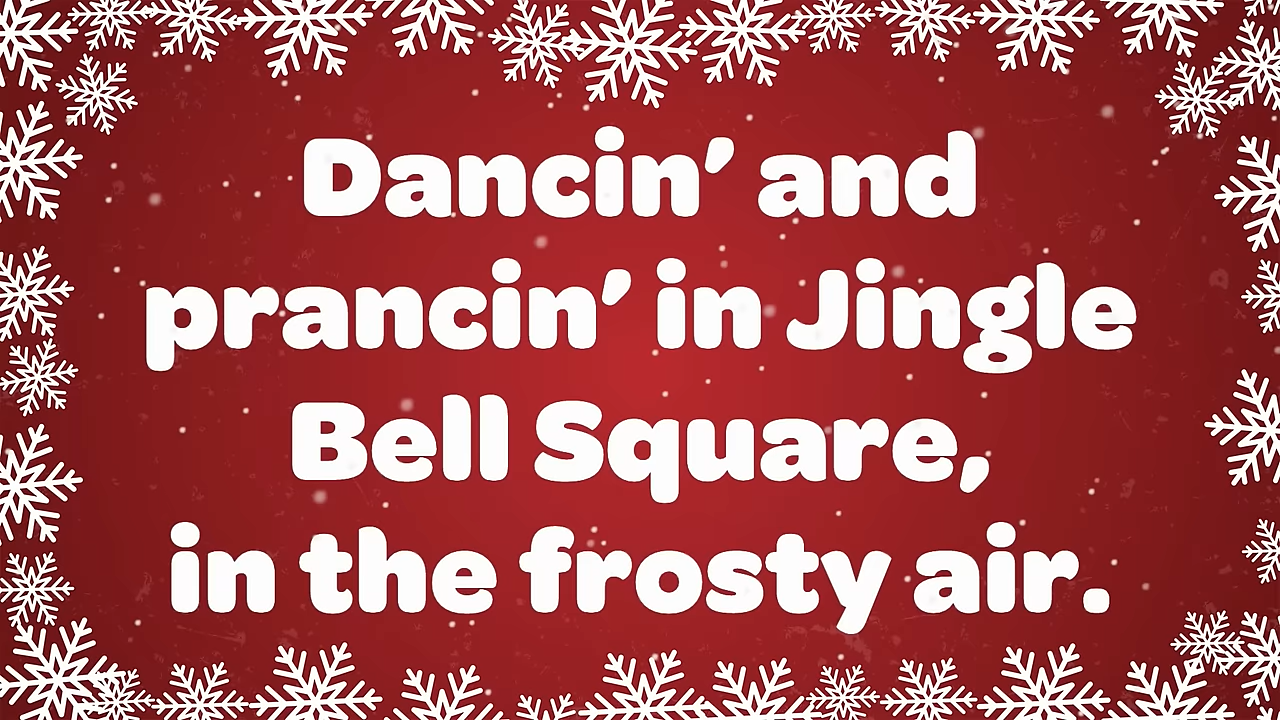 Dancin’ and
prancin’ in Jingle
Bell Square,
in the frosty air.